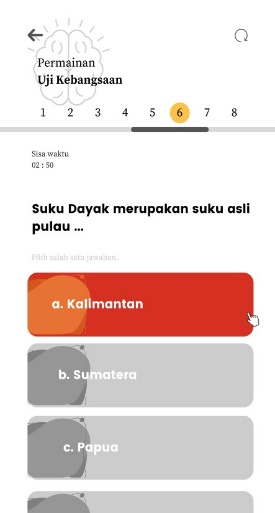 Permainan
Uji Kebangsaan
1 2 3 4 5 6 7 8
Sisa waktu
02 : 50
Suku Dayak merupakan suku asli
pulau ...
Pilih salah satu jawaban.
a. Kalimantan
b. Sumatera
c. Papua